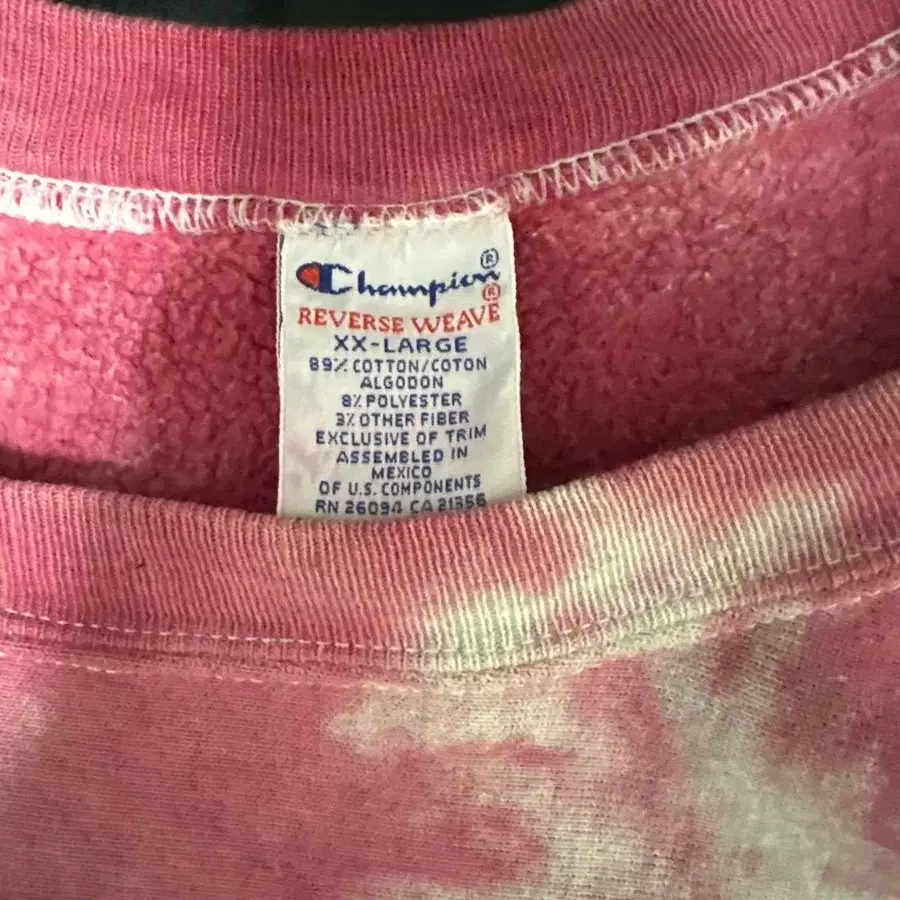 Champion®
REVERSE WEAVE®
XX-LARGE
89% COTTON/COTON
ALGODON
8% POLYESTER
3% OTHER FIBER
EXCLUSIVE OF TRIM
ASSEMBLED IN
MEXICO
OF U.S. COMPONENTS
RN 26094 CA 21356